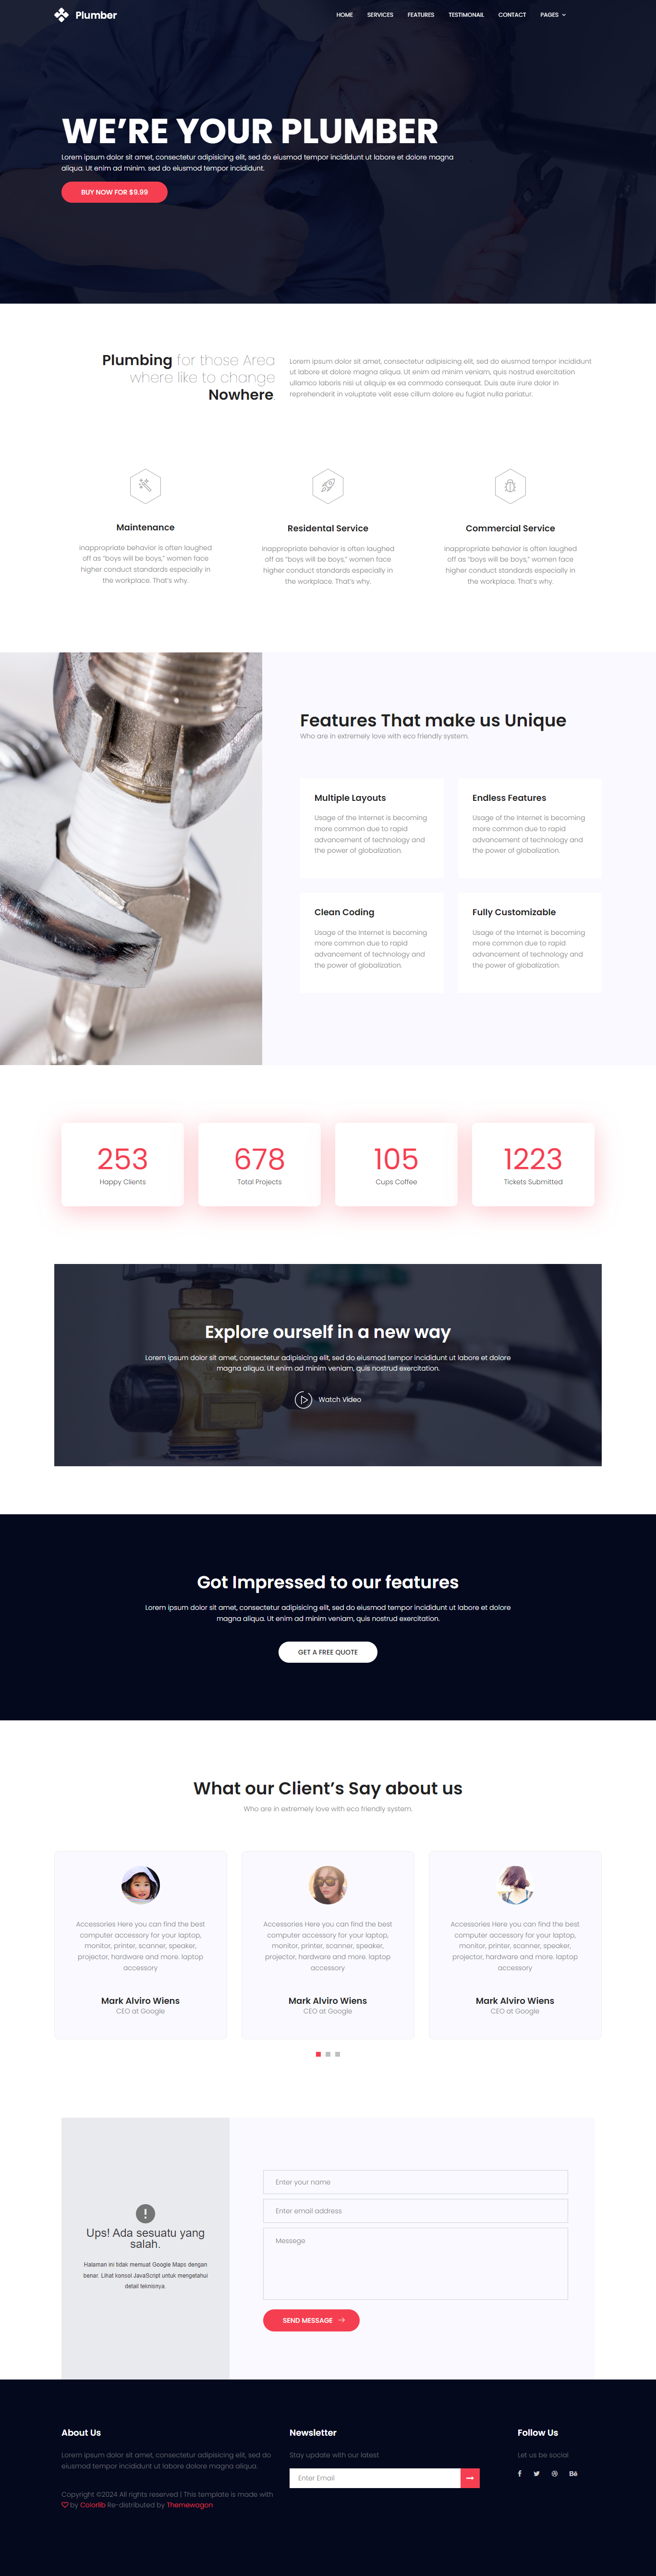 Plumber
HOME SERVICES FEATURES TESTIMONAIL CONTACT PAGES
WE’RE YOUR PLUMBER
Lorem ipsum dolor sit amet, consectetur adipisicing elit, sed do eiusmod tempor incididunt ut labore et dolore magna
aliqua. Ut enim ad minim. sed do eiusmod tempor incididunt.
BUY NOW FOR $9.99
Plumbing for those Area
where like to change
Nowhere.
Lorem ipsum dolor sit amet, consectetur adipisicing elit, sed do eiusmod tempor incididunt
ut labore et dolore magna aliqua. Ut enim ad minim veniam, quis nostrud exercitation
ullamco laboris nisi ut aliquip ex ea commodo consequat. Duis aute irure dolor in
reprehenderit in voluptate velit esse cillum dolore eu fugiat nulla pariatur.
Maintenance
inappropriate behavior is often laughed
off as “boys will be boys,” women face
higher conduct standards especially in
the workplace. That’s why.
Residental Service
inappropriate behavior is often laughed
off as “boys will be boys,” women face
higher conduct standards especially in
the workplace. That’s why.
Commercial Service
inappropriate behavior is often laughed
off as “boys will be boys,” women face
higher conduct standards especially in
the workplace. That’s why.
Features That make us Unique
Who are in extremely love with eco friendly system.
Multiple Layouts
Usage of the Internet is becoming
more common due to rapid
advancement of technology and
the power of globalization.
Endless Features
Usage of the Internet is becoming
more common due to rapid
advancement of technology and
the power of globalization.
Clean Coding
Usage of the Internet is becoming
more common due to rapid
advancement of technology and
the power of globalization.
Fully Customizable
Usage of the Internet is becoming
more common due to rapid
advancement of technology and
the power of globalization.
253
Happy Clients
678
Total Projects
105
Cups Coffee
1223
Tickets Submitted
Explore ourself in a new way
Lorem ipsum dolor sit amet, consectetur adipisicing elit, sed do eiusmod tempor incididunt ut labore et dolore
magna aliqua. Ut enim ad minim veniam, quis nostrud exercitation.
Watch Video
Got Impressed to our features
Lorem ipsum dolor sit amet, consectetur adipisicing elit, sed do eiusmod tempor incididunt ut labore et dolore
magna aliqua. Ut enim ad minim veniam, quis nostrud exercitation.
GET A FREE QUOTE
What our Client’s Say about us
Who are in extremely love with eco friendly system.
Accessories Here you can find the best
computer accessory for your laptop,
monitor, printer, scanner, speaker,
projector, hardware and more. laptop
accessory
Mark Alviro Wiens
CEO at Google
Accessories Here you can find the best
computer accessory for your laptop,
monitor, printer, scanner, speaker,
projector, hardware and more. laptop
accessory
Mark Alviro Wiens
CEO at Google
Accessories Here you can find the best
computer accessory for your laptop,
monitor, printer, scanner, speaker,
projector, hardware and more. laptop
accessory
Mark Alviro Wiens
CEO at Google
Ups! Ada sesuatu yang
salah.
Halaman ini tidak memuat Google Maps dengan
benar. Lihat konsol JavaScript untuk mengetahui
detail teknisnya.
Enter your name
Enter email address
Messege
SEND MESSAGE
About Us
Lorem ipsum dolor sit amet, consectetur adipisicing elit, sed do
eiusmod tempor incididunt ut labore dolore magna aliqua.
Copyright ©2024 All rights reserved | This template is made with
by Colorlib Re-distributed by Themewagon
Newsletter
Stay update with our latest
Enter Email
Follow Us
Let us be social